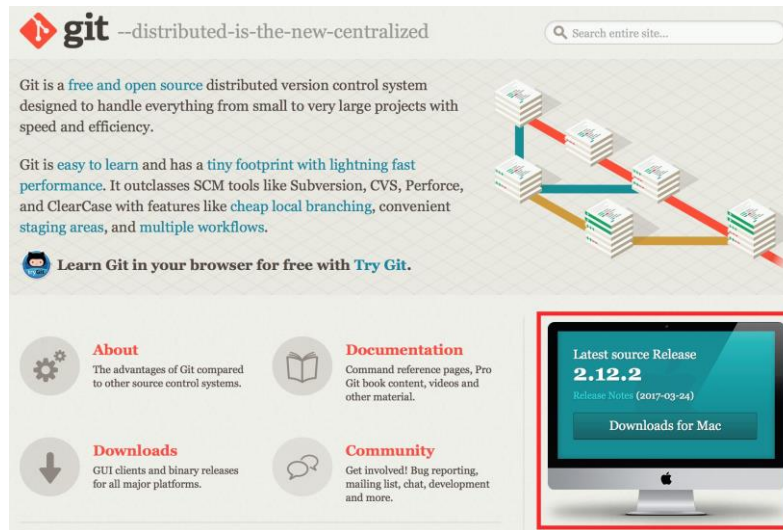 git --distributed-is-the-new-centralized
Search entire site...
Git is a free and open source distributed version control system
designed to handle everything from small to very large projects with
speed and efficiency.
Git is easy to learn and has a tiny footprint with lightning fast
performance. It outclasses SCM tools like Subversion, CVS, Perforce,
and ClearCase with features like cheap local branching, convenient
staging areas, and multiple workflows.
Learn Git in your browser for free with Try Git.
About
The advantages of Git compared
to other source control systems.
Documentation
Command reference pages, Pro
Git book content, videos and
other material.
Downloads
GUI clients and binary releases
for all major platforms.
Community
Get involved! Bug reporting,
mailing list, chat, development
and more.
Latest source Release
2.12.2
Release Notes (2017-03-24)
Downloads for Mac